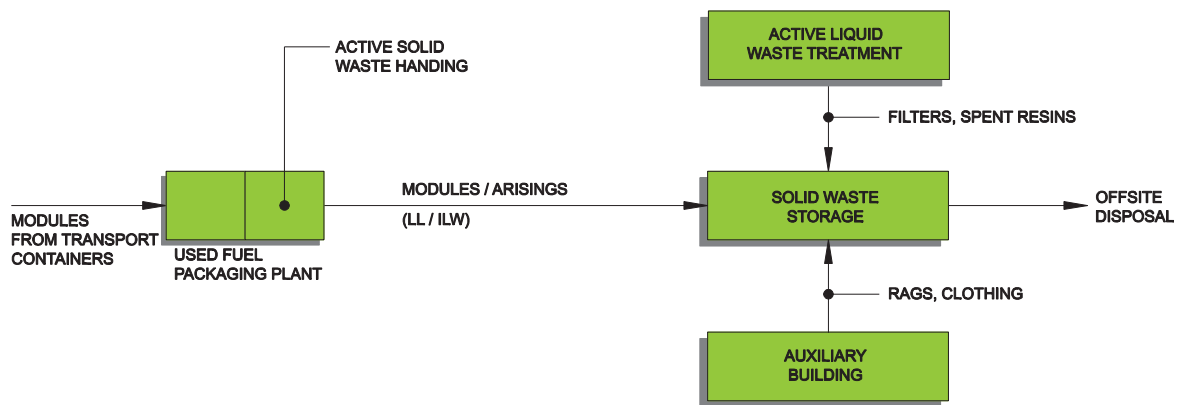 ACTIVE SOLID
WASTE HANDING
ACTIVE LIQUID
WASTE TREATMENT
FILTERS, SPENT RESINS
MODULES
FROM TRANSPORT
CONTAINERS
USED FUEL
PACKAGING PLANT
MODULES / ARISINGS
(LL / ILW)
SOLID WASTE
STORAGE
OFFSITE
DISPOSAL
RAGS, CLOTHING
AUXILIARY
BUILDING